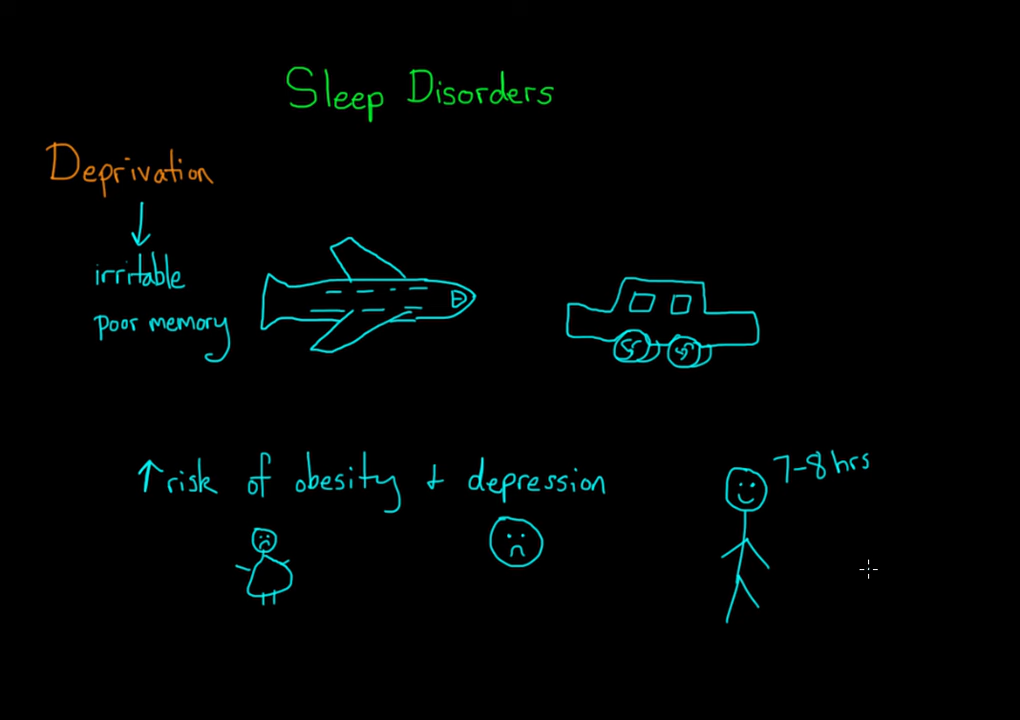 Sleep Disorders
Deprivation
irritable
Poor memory
↑risk of obesity + depression
7-8 hrs